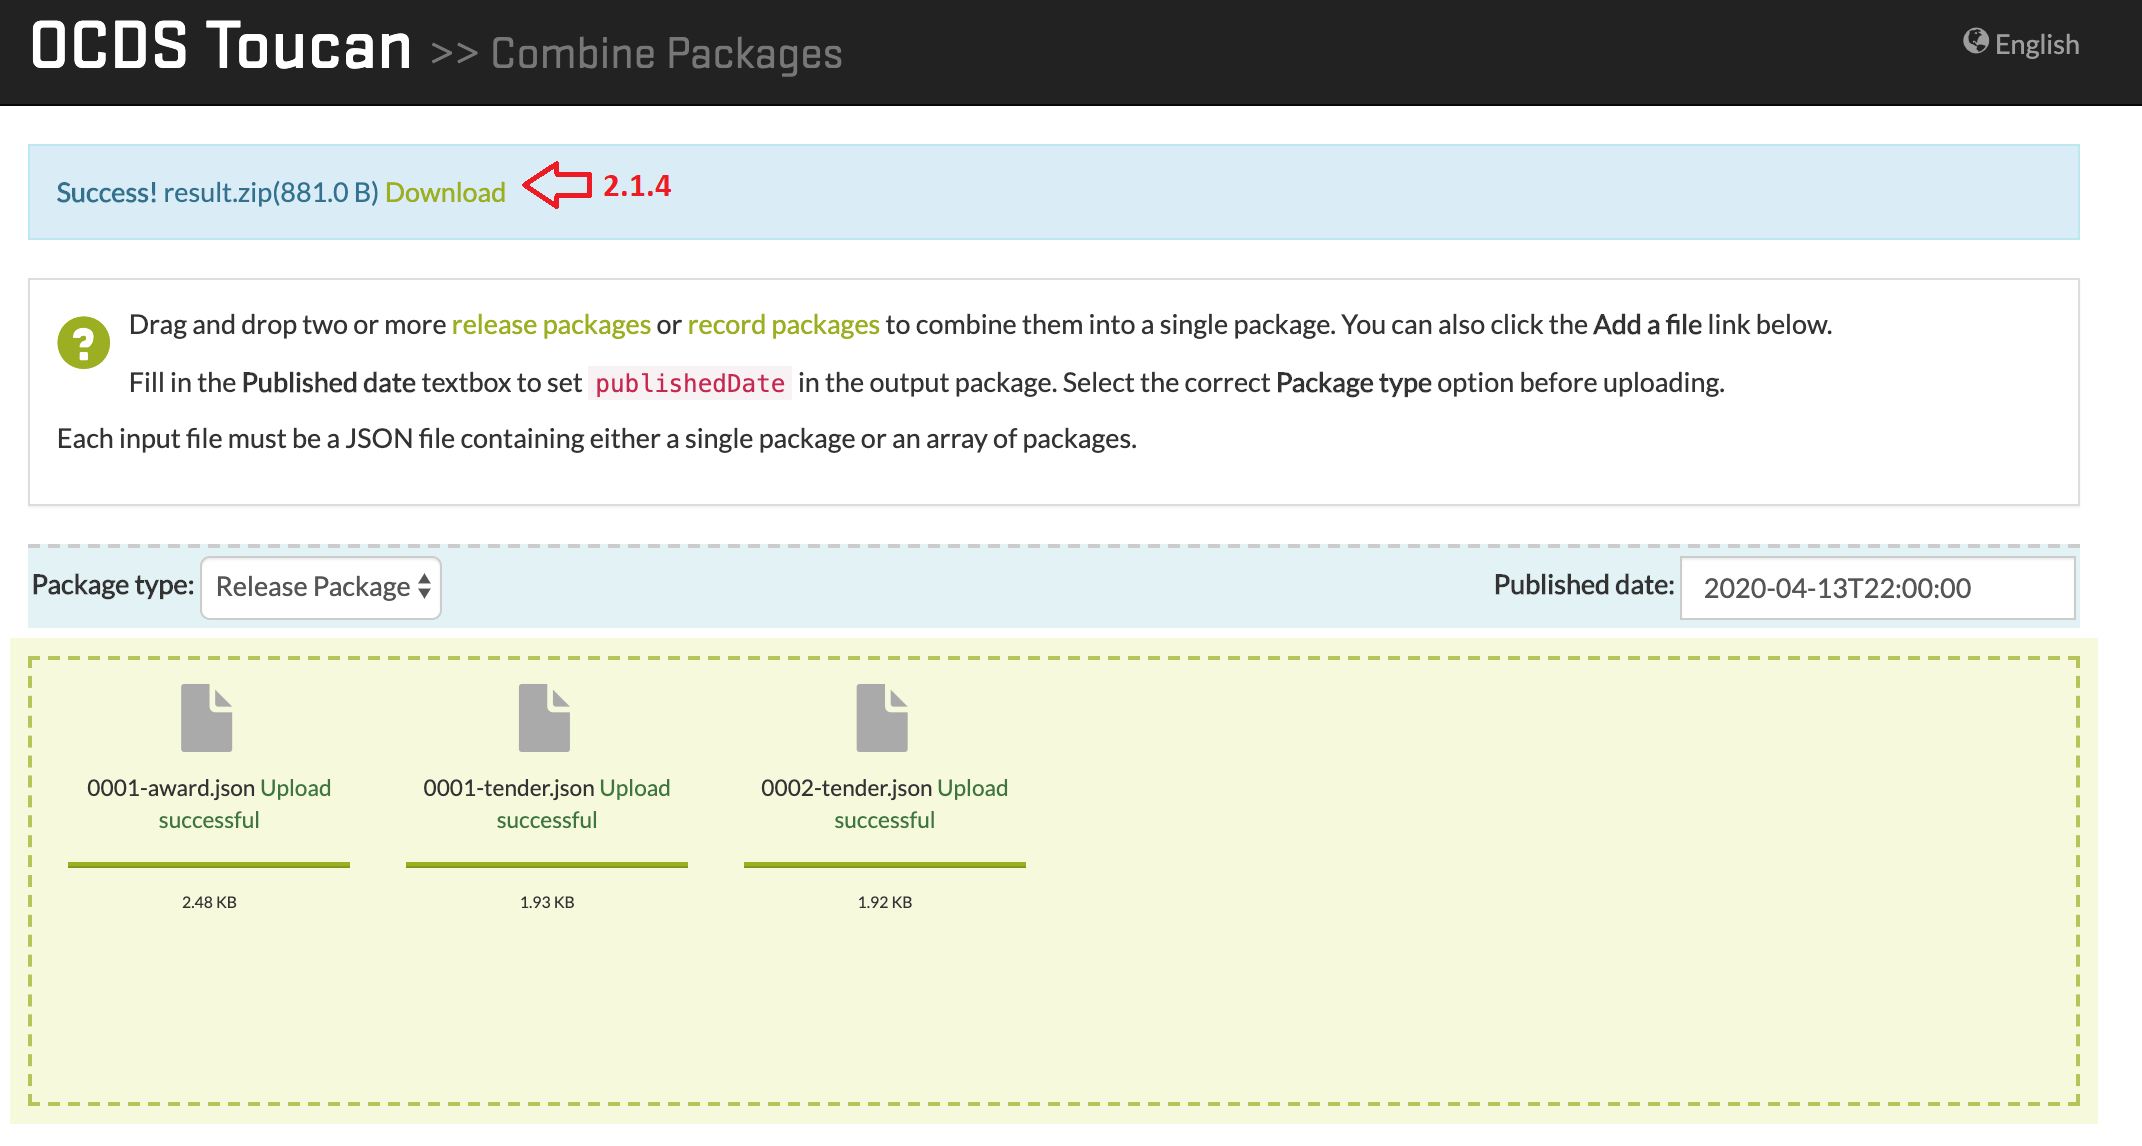 OCDS Toucan >> Combine Packages
English
Success! result.zip(881.0 B) Download
2.1.4
Drag and drop two or more release packages or record packages to combine them into a single package. You can also click the Add a file link below.
Fill in the Published date textbox to set publishedDate in the output package. Select the correct Package type option before uploading.
Each input file must be a JSON file containing either a single package or an array of packages.
Package type: Release Package
Published date: 2020-04-13T22:00:00
0001-award.json Upload
successful
2.48 KB
0001-tender.json Upload
successful
1.93 KB
0002-tender.json Upload
successful
1.92 KB